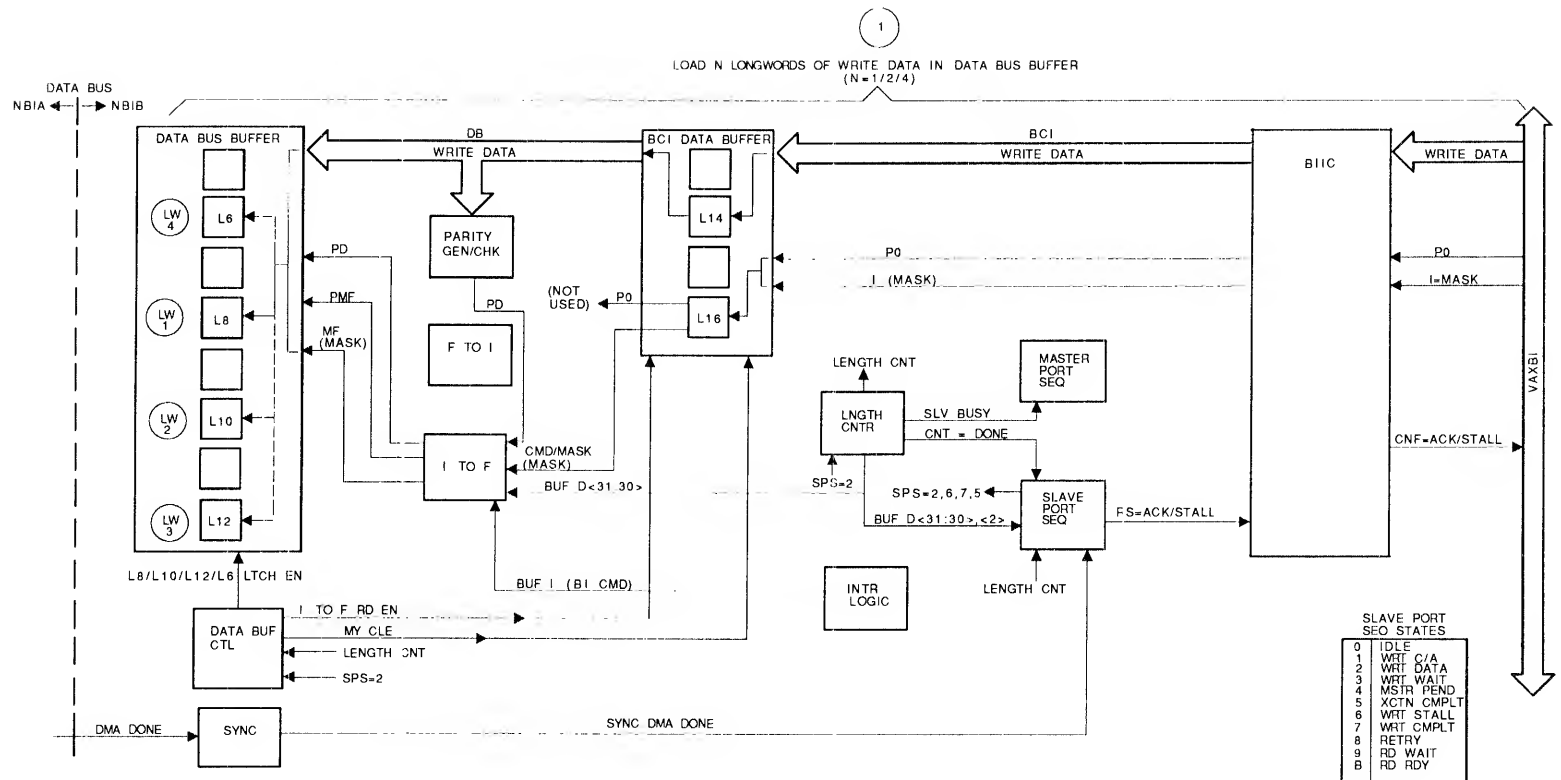 1
LOAD N LONGWORDS OF WRITE DATA IN DATA BUS BUFFER
(N=1/2/4)
DATA BUS
NBIA
NBIB
DATA BUS BUFFER
DB
WRITE DATA
BCI DATA BUFFER
BCI
WRITE DATA
BIIC
WRITE DATA
LW
4
L6
L14
PARITY
GEN/CHK
PD
P0
P0
I (MASK)
I=MASK
(NOT
USED)
P0
PD
PMF
LW
1
L8
L16
MF
(MASK)
F TO I
LENGTH CNT
MASTER
PORT
SEQ
VAXBI
LNGTH
CNTR
SLV BUSY
CNT = DONE
LW
2
L10
I TO F
CMD/MASK
(MASK)
CNF=ACK/STALL
BUF D<31:30>
SPS=2
SPS=2,6,7,5
SLAVE
PORT
SEQ
FS=ACK/STALL
LW
3
L12
BUF D<31:30>,<2>
L8/L10/L12/L6 LTCH EN
BUF I (BI CMD)
LENGTH CNT
INTR
LOGIC
I TO F RD EN
DATA BUF
CTL
MY CLE
LENGTH CNT
SPS=2
SLAVE PORT
SEQ STATES
0 IDLE
1 WRT C/A
2 WRT DATA
3 WRT WAIT
4 MSTR PEND
5 XCTN CMPLT
6 WRT STALL
7 WRT CMPLT
8 RETRY
9 RD WAIT
B RD RDY
DMA DONE
SYNC
SYNC DMA DONE